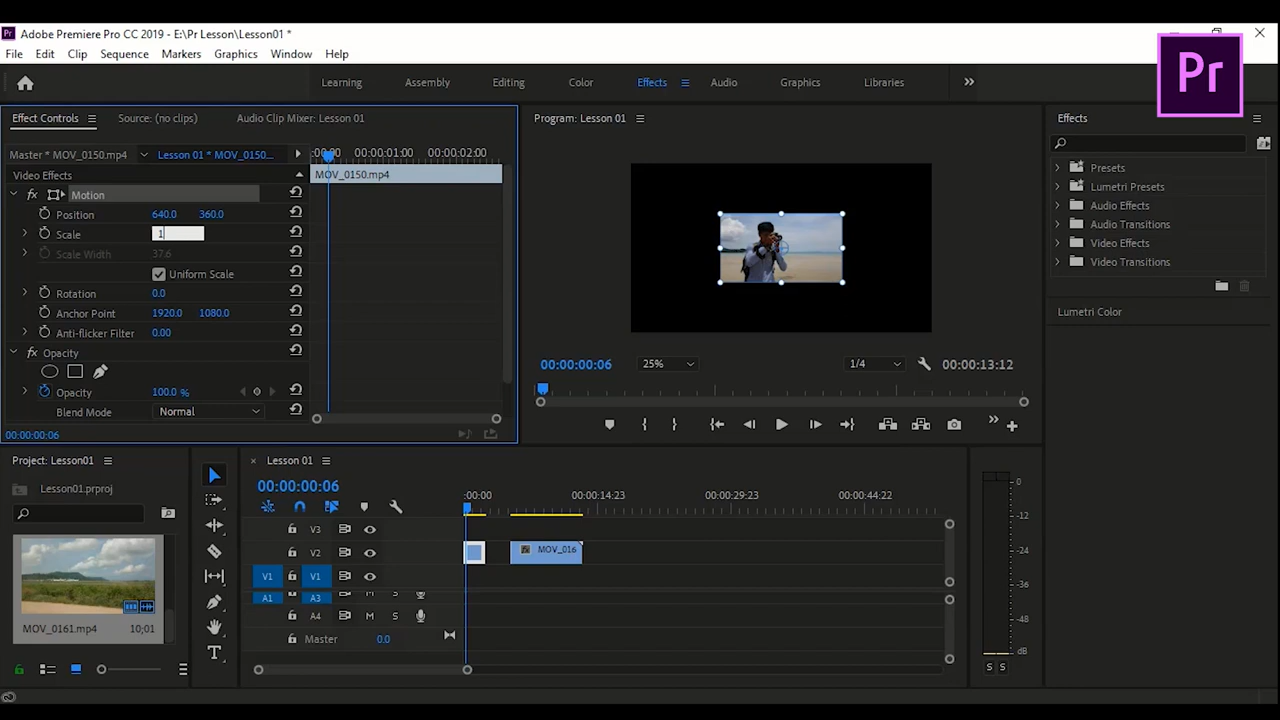 Pr Adobe Premiere Pro CC 2019 - E:\Pr Lesson\Lesson01 *
Pr
File Edit Clip Sequence Markers Graphics Window Help
Learning Assembly Editing Color Effects Audio Graphics Libraries
Effect Controls Source: (no clips) Audio Clip Mixer: Lesson 01
Program: Lesson 01
Effects
Master * MOV_0150.mp4 Lesson 01 * MOV_0150...
:00:00 00:00:01:00 00:00:02:00
Video Effects
MOV_0150.mp4
Motion
Position 640.0 360.0
Scale 1
Scale Width 37.6
Uniform Scale
Rotation 0.0
Anchor Point 1920.0 1080.0
Anti-flicker Filter 0.00
Opacity
Opacity 100.0 %
Blend Mode Normal
00:00:00:06
00:00:00:06 25% 1/4 00:00:13:12
Presets
Lumetri Presets
Audio Effects
Audio Transitions
Video Effects
Video Transitions
Lumetri Color
Project: Lesson01
Lesson01.prproj
MOV_0161.mp4 10;01
Lesson 01
00:00:00:06
:00:00 00:00:14:23 00:00:29:23 00:00:44:22
V3
V2 MOV_016
V1 V1
A1 A3 M S
A4 M S
Master 0.0
0
-12
-24
-36
-48
dB
S S